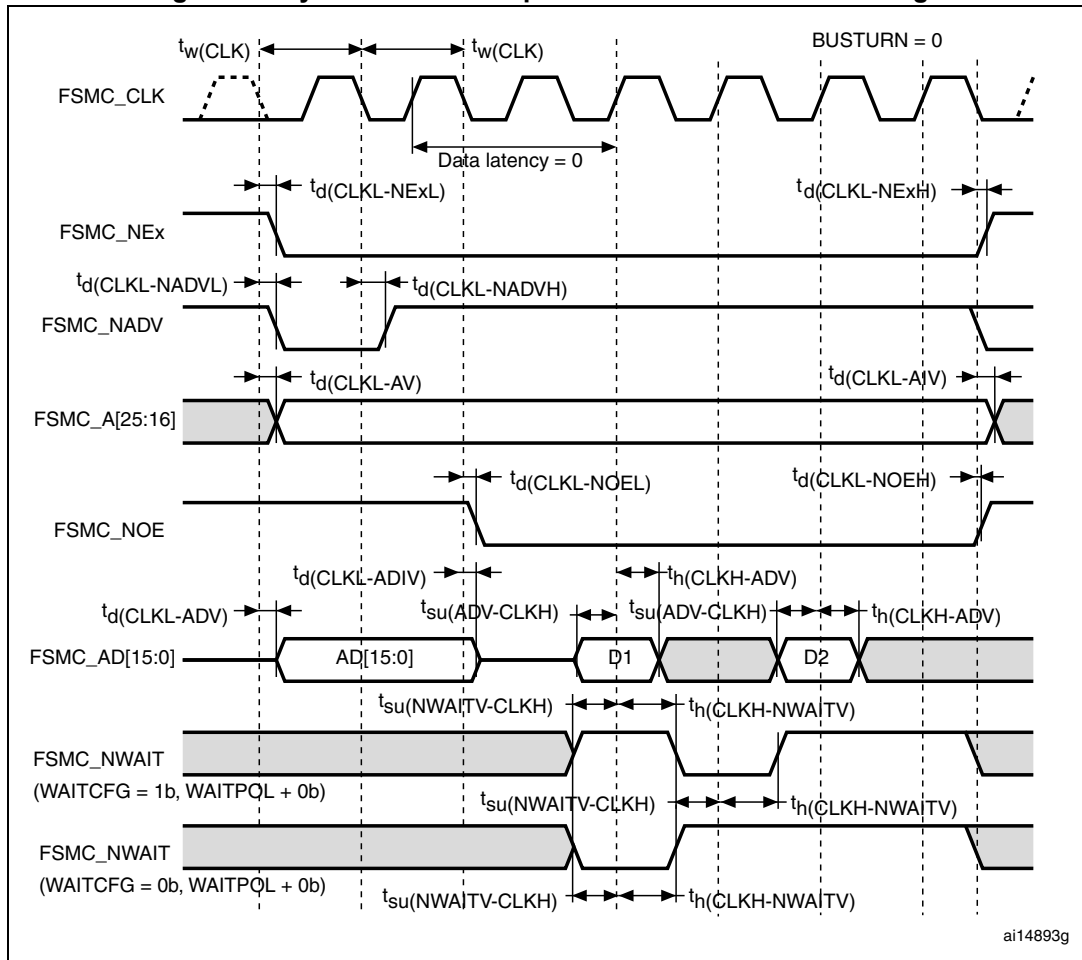 tw(CLK) tw(CLK) BUSTURN = 0
FSMC_CLK
Data latency = 0
td(CLKL-NExL) td(CLKL-NExH)
FSMC_NEx
td(CLKL-NADVL) td(CLKL-NADVH)
FSMC_NADV
td(CLKL-AV) td(CLKL-AIV)
FSMC_A[25:16]
td(CLKL-NOEL) td(CLKL-NOEH)
FSMC_NOE
td(CLKL-ADIV) th(CLKH-ADV)
td(CLKL-ADV) tsu(ADV-CLKH) tsu(ADV-CLKH) th(CLKH-ADV)
FSMC_AD[15:0] AD[15:0] D1 D2
tsu(NWAITV-CLKH) th(CLKH-NWAITV)
FSMC_NWAIT
(WAITCFG = 1b, WAITPOL + 0b)
tsu(NWAITV-CLKH) th(CLKH-NWAITV)
FSMC_NWAIT
(WAITCFG = 0b, WAITPOL + 0b)
tsu(NWAITV-CLKH) th(CLKH-NWAITV)
ai14893g